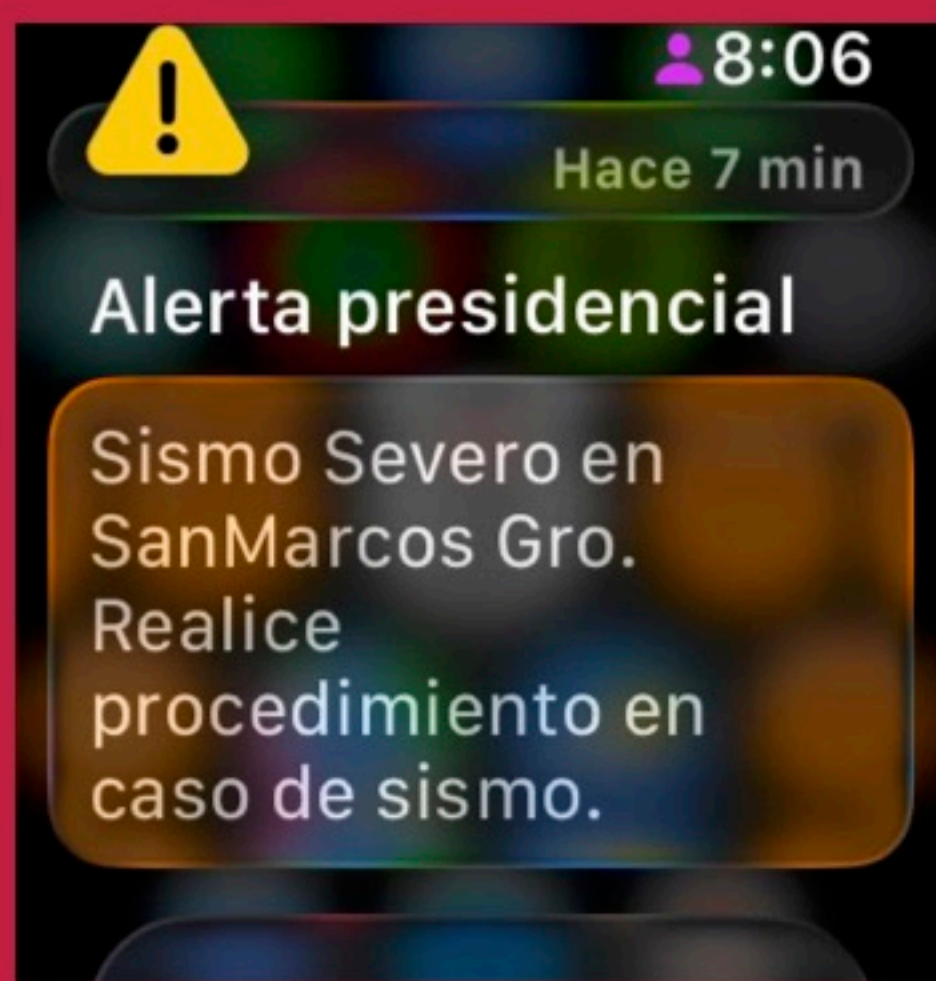 8:06
Hace 7 min
Alerta presidencial
Sismo Severo en
SanMarcos Gro.
Realice
procedimiento en
caso de sismo.